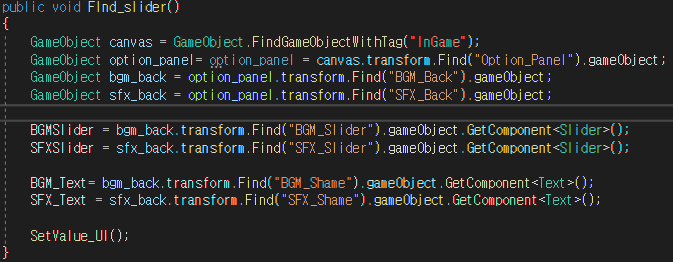 public void FInd_slider()
{
    GameObject canvas = GameObject.FindGameObjectWithTag("InGame");
    GameObject option_panel= option_panel = canvas.transform.Find("Option_Panel").gameObject;
    GameObject bgm_back = option_panel.transform.Find("BGM_Back").gameObject;
    GameObject sfx_back = option_panel.transform.Find("SFX_Back").gameObject;

    BGMSlider = bgm_back.transform.Find("BGM_Slider").gameObject.GetComponent<Slider>();
    SFXSlider = sfx_back.transform.Find("SFX_Slider").gameObject.GetComponent<Slider>();

    BGM_Text= bgm_back.transform.Find("BGM_Shame").gameObject.GetComponent<Text>();
    SFX_Text = sfx_back.transform.Find("SFX_Shame").gameObject.GetComponent<Text>();

    SetValue_UI();
}